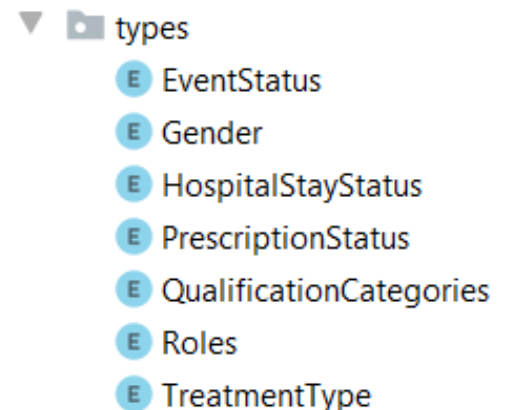 types
E EventStatus
E Gender
E HospitalStayStatus
E PrescriptionStatus
E QualificationCategories
E Roles
E TreatmentType